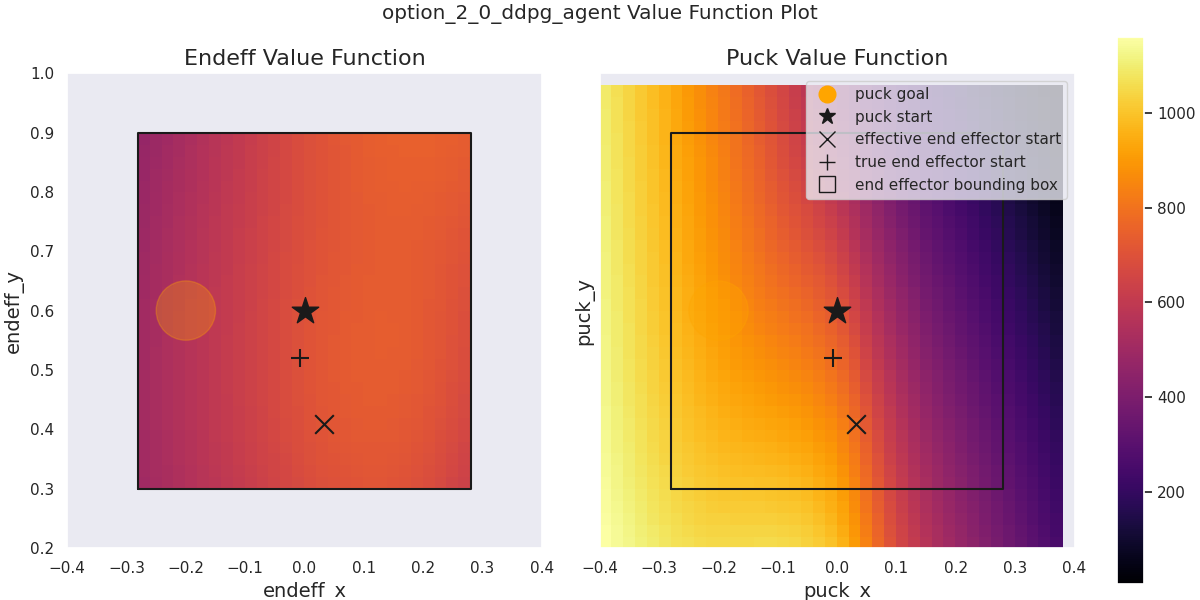 option_2_0_ddpg_agent Value Function Plot
Endeff Value Function
1.0
0.9
0.8
0.7
0.6
0.5
0.4
0.3
0.2
endeff_y
−0.4 −0.3 −0.2 −0.1 0.0 0.1 0.2 0.3 0.4
endeff_x
Puck Value Function
puck goal
puck start
effective end effector start
true end effector start
end effector bounding box
puck_y
−0.4 −0.3 −0.2 −0.1 0.0 0.1 0.2 0.3 0.4
puck_x
1000
800
600
400
200